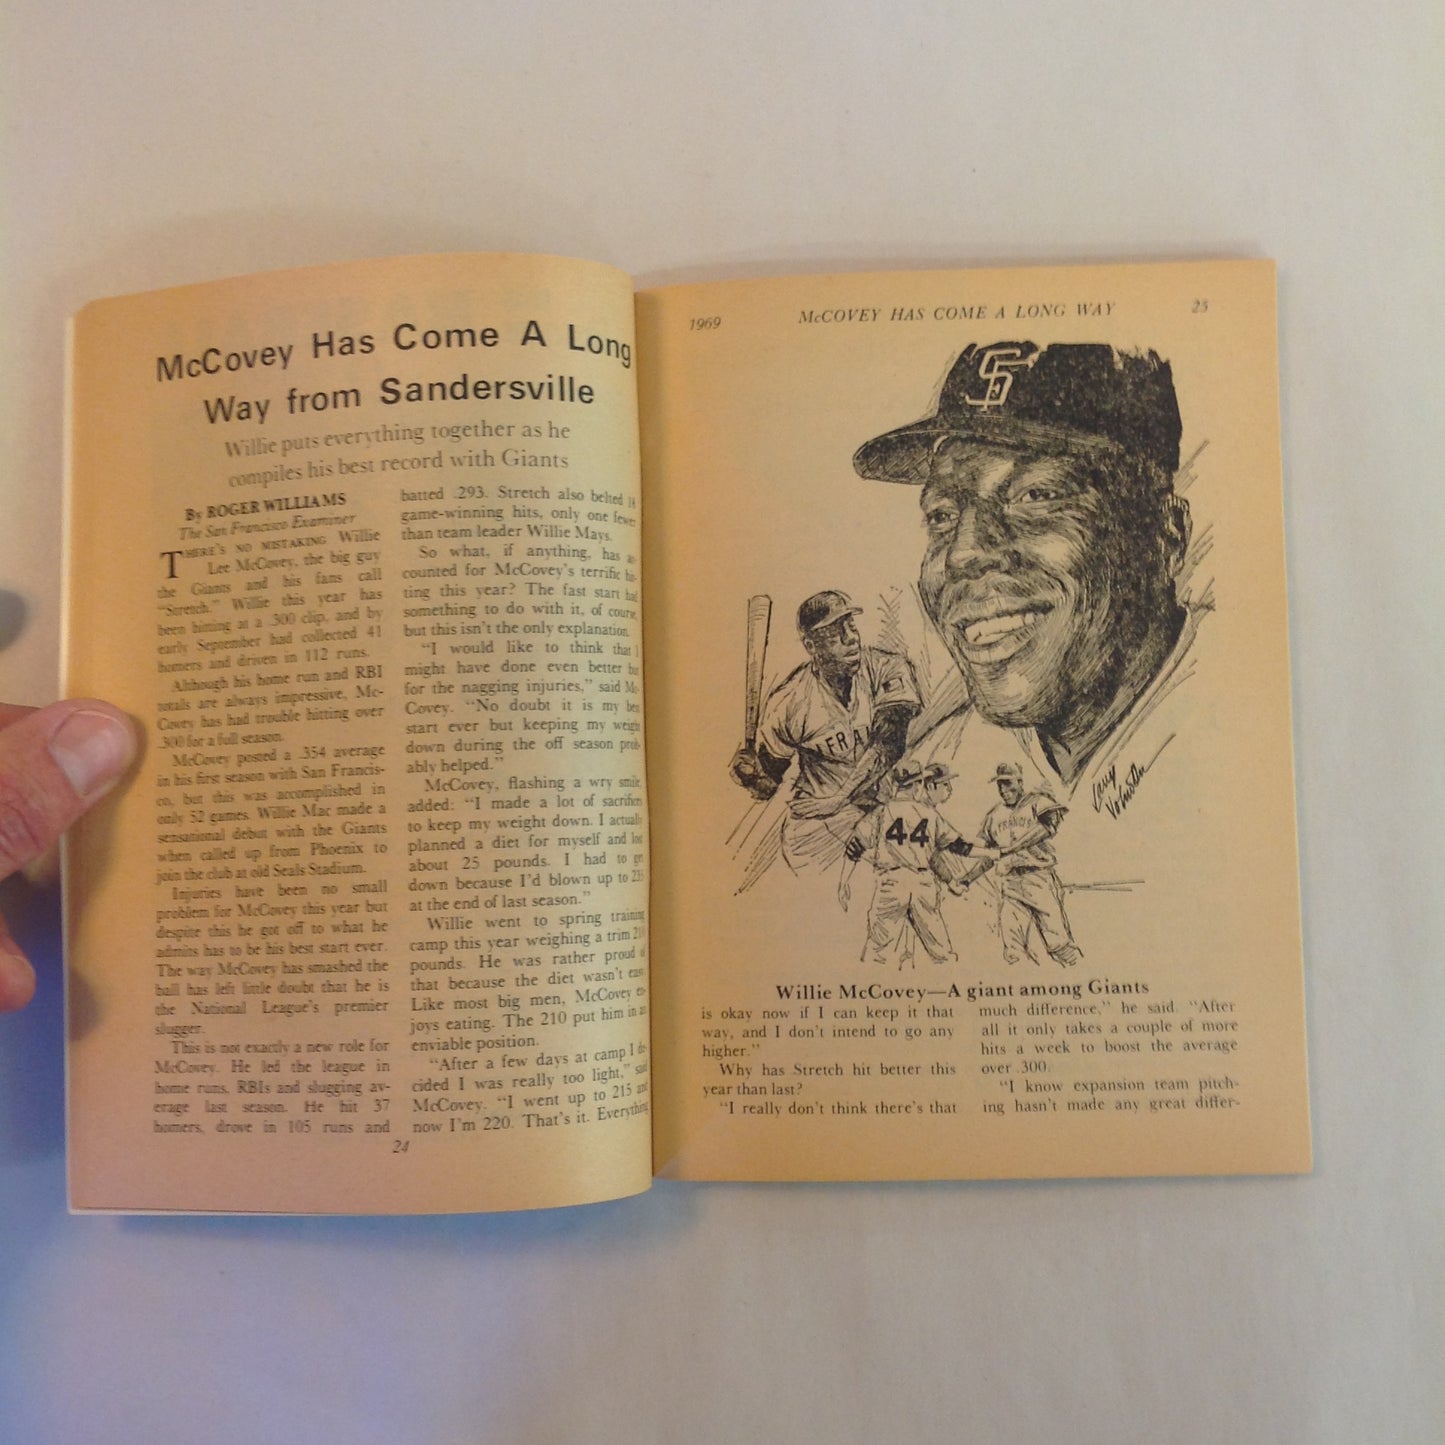 McCovey Has Come A Long
Way from Sandersville
Willie puts everything together as he
compiles his best record with Giants
By ROGER WILLIAMS
The San Francisco Examiner
THERE'S NO MISTAKING Willie
Lee McCovey, the big guy
the Giants and his fans call
"Stretch." Willie this year has
been hitting at a .300 clip, and by
early September had collected 41
homers and driven in 112 runs.
Although his home run and RBI
totals are always impressive, Mc-
Covey has had trouble hitting over
.300 for a full season.
McCovey posted a .354 average
in his first season with San Francis-
co, but this was accomplished in
only 52 games. Willie Mac made a
sensational debut with the Giants
when called up from Phoenix to
join the club at old Seals Stadium.
Injuries have been no small
problem for McCovey this year but
despite this he got off to what he
admits has to be his best start ever.
The way McCovey has smashed the
ball has left little doubt that he is
the National League's premier
slugger.
This is not exactly a new role for
McCovey. He led the league in
home runs, RBIs and slugging av-
erage last season. He hit 37
homers, drove in 105 runs and
batted .293. Stretch also belted
game-winning hits, only one fewer
than team leader Willie Mays.
So what, if anything, has ac-
counted for McCovey's terrific hit-
ting this year? The fast start had
something to do with it, of course,
but this isn't the only explanation.
"I would like to think that I
might have done even better but
for the nagging injuries," said Mc-
Covey. "No doubt it is my best
start ever but keeping my weight
down during the off season prob-
ably helped."
McCovey, flashing a wry smile,
added: "I made a lot of sacrifices
to keep my weight down. I actually
planned a diet for myself and lost
about 25 pounds. I had to get
down because I'd blown up to 235
at the end of last season."
Willie went to spring training
camp this year weighing a trim 210
pounds. He was rather proud of
that because the diet wasn't easy.
Like most big men, McCovey en-
joys eating. The 210 put him in an
enviable position.
"After a few days at camp I de-
cided I was really too light," said
McCovey. "I went up to 215 and
now I'm 220. That's it. Everything
24
1969
McCOVEY HAS COME A LONG WAY
25
SF
44
Willie McCovey—A giant among Giants
is okay now if I can keep it that
way, and I don't intend to go any
higher."
Why has Stretch hit better this
year than last?
"I really don't think there's that
much difference," he said. "After
all it only takes a couple of more
hits a week to boost the average
over .300.
"I know expansion team pitch-
ing hasn't made any great differ-